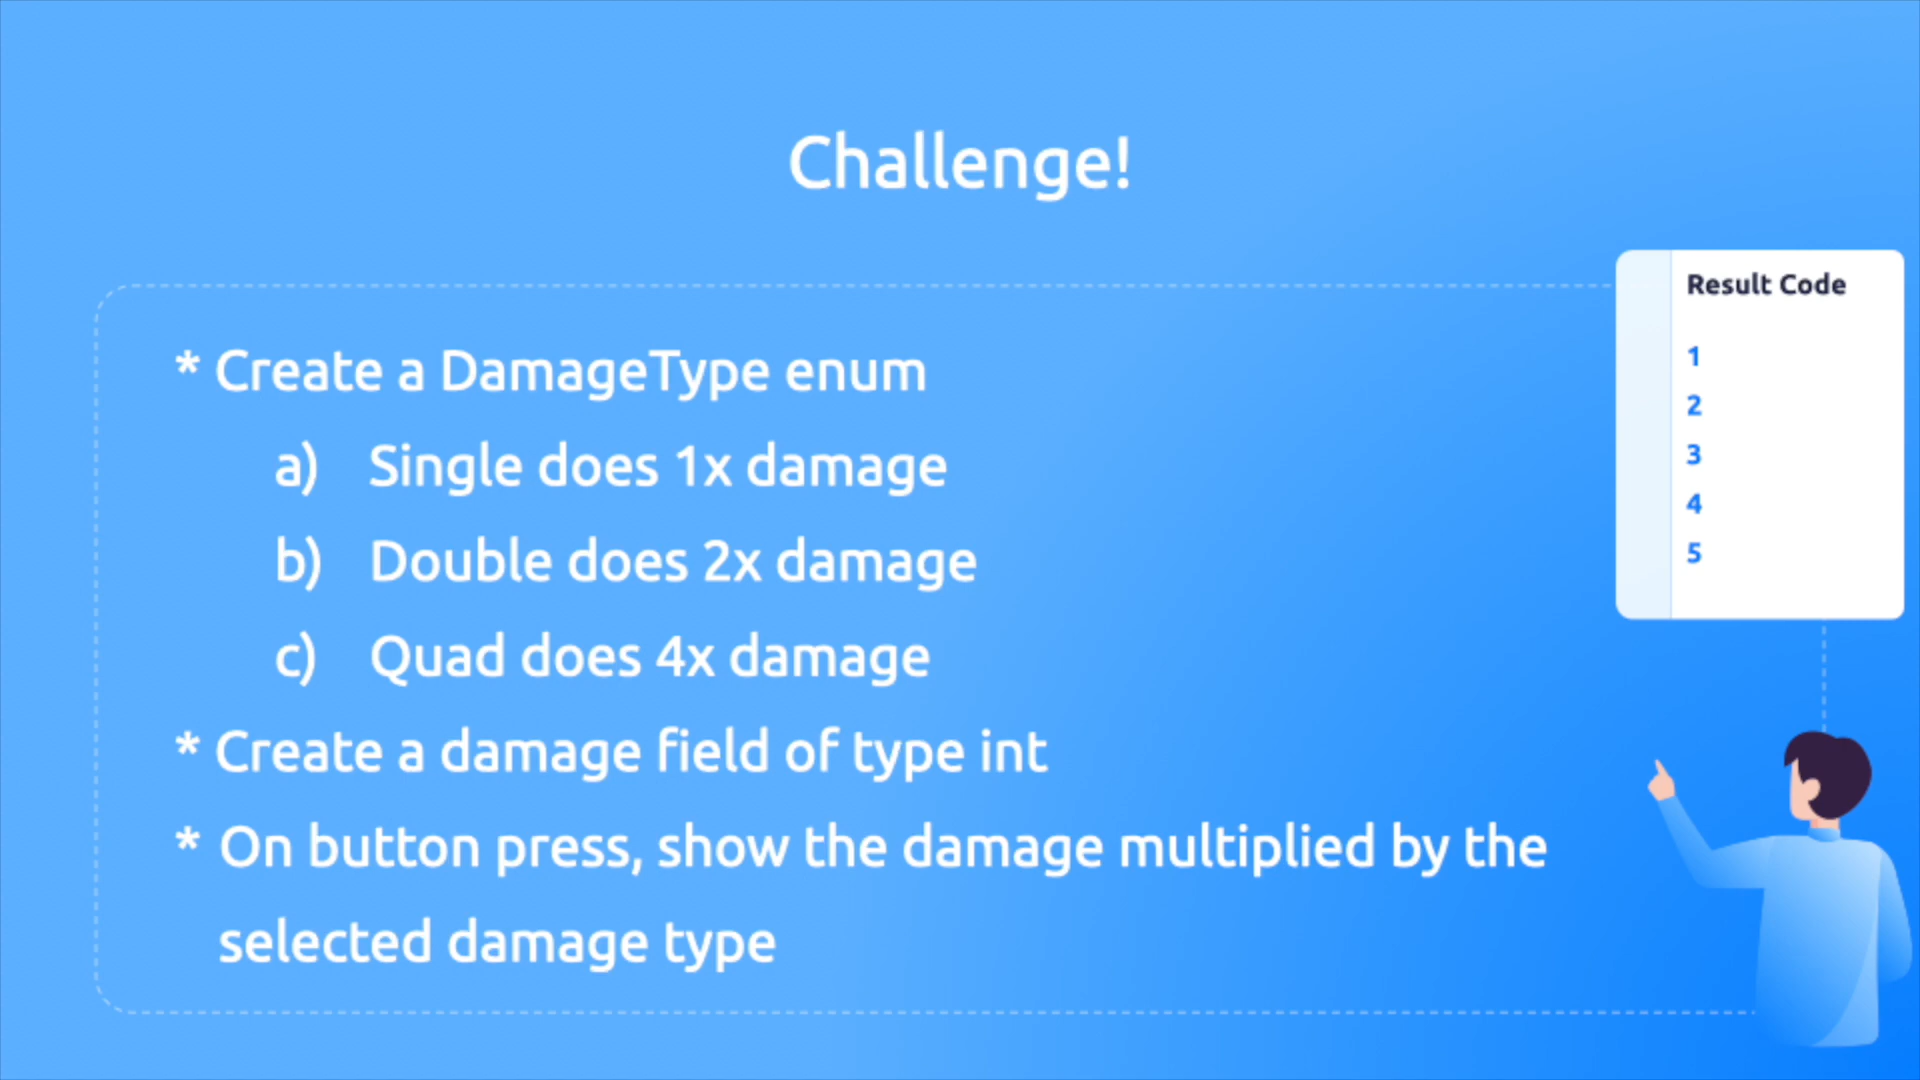 Challenge!
* Create a DamageType enum
a) Single does 1x damage
b) Double does 2x damage
c) Quad does 4x damage
* Create a damage field of type int
* On button press, show the damage multiplied by the
selected damage type
Result Code
1
2
3
4
5